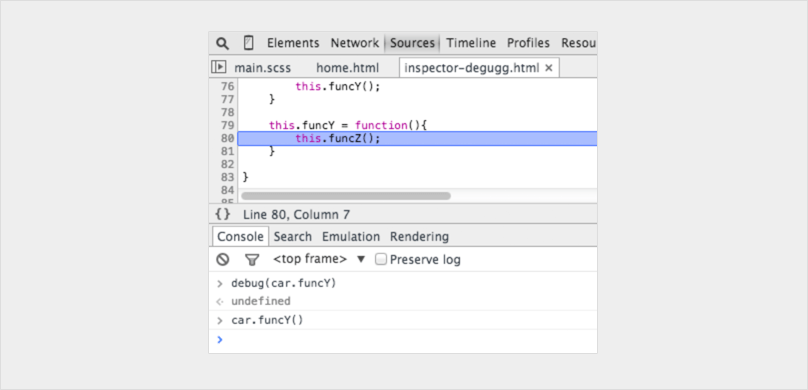 Elements Network Sources Timeline Profiles Resou
main.scss home.html inspector-degugg.html ×
76 this.funcY();
77 }
78
79 this.funcY = function(){
80 this.funcZ();
81 }
82
83 }
84
85
{} Line 80, Column 7
Console Search Emulation Rendering
<top frame> ▼ Preserve log
> debug(car.funcY)
<· undefined
> car.funcY()
>